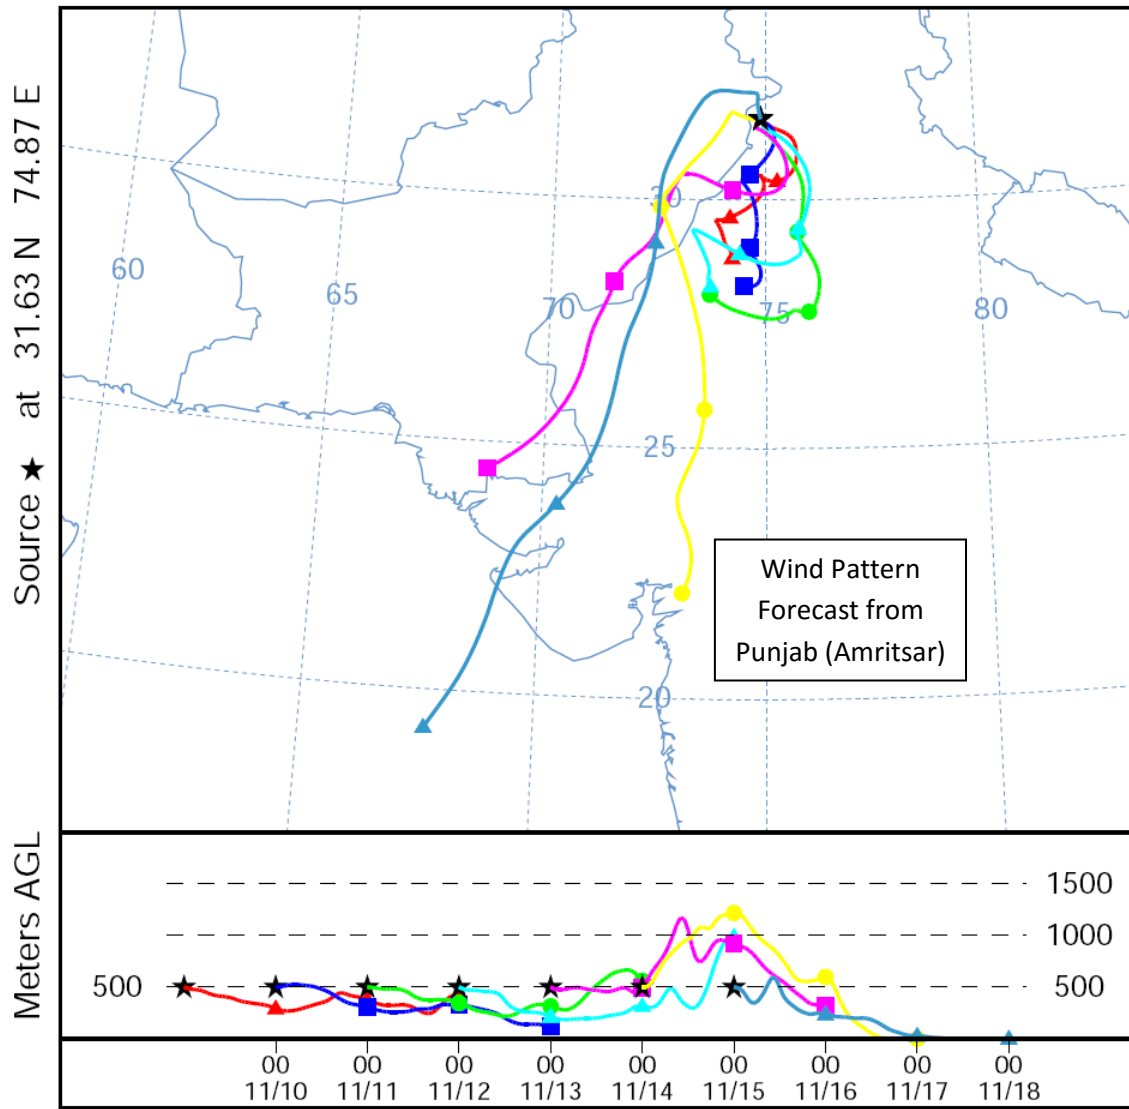 Source ★ at 31.63 N 74.87 E
60
65
70
30
75
80
25
20
Wind Pattern
Forecast from
Punjab (Amritsar)
Meters AGL
1500
1000
500
500
00 00 00 00 00 00 00 00 00
11/10 11/11 11/12 11/13 11/14 11/15 11/16 11/17 11/18